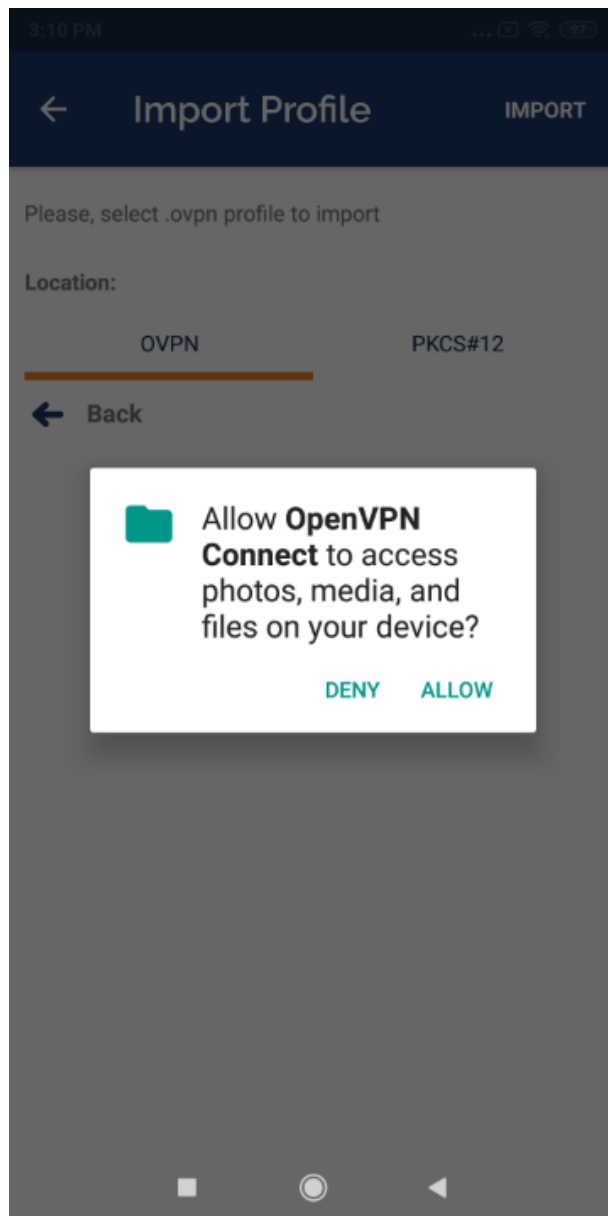 3:10 PM ... 97
Import Profile IMPORT
Please, select .ovpn profile to import
Location:
OVPN PKCS#12
Back
Allow OpenVPN
Connect to access
photos, media, and
files on your device?
DENY ALLOW